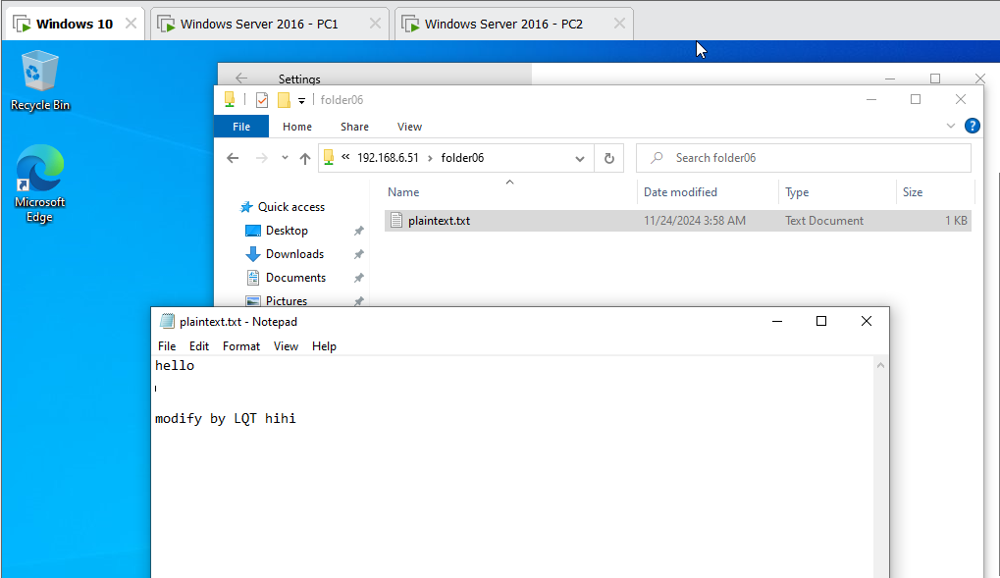 Windows 10
Windows Server 2016 - PC1
Windows Server 2016 - PC2
Recycle Bin
Microsoft
Edge
Settings
folder06
File Home Share View
192.168.6.51 folder06
Search folder06
Name Date modified Type Size
Quick access
Desktop
Downloads
Documents
Pictures
plaintext.txt 11/24/2024 3:58 AM Text Document 1 KB
plaintext.txt - Notepad
File Edit Format View Help
hello
modify by LQT hihi